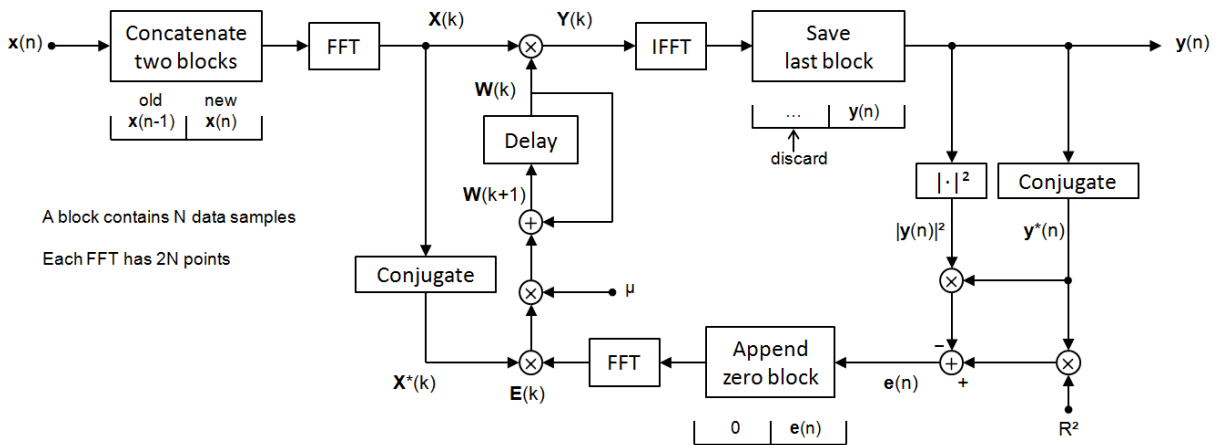 x(n)
Concatenate
two blocks
old new
x(n-1) x(n)
FFT
X(k)
Y(k)
W(k)
Delay
W(k+1)
IFFT
Save
last block
... y(n)
discard
y(n)
|·|²
Conjugate
|y(n)|²
y*(n)
A block contains N data samples
Each FFT has 2N points
Conjugate
μ
X*(k)
E(k)
FFT
Append
zero block
0 e(n)
e(n)
−
+
R²